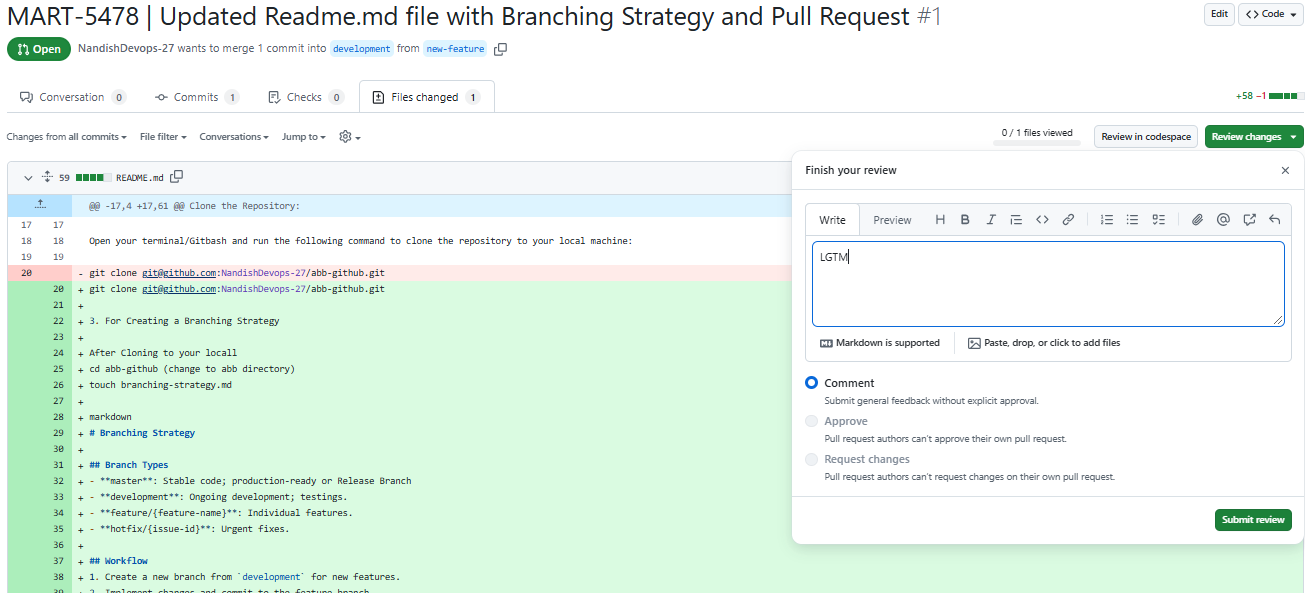 MART-5478 | Updated Readme.md file with Branching Strategy and Pull Request #1
Edit
<> Code
Open
NandishDevops-27 wants to merge 1 commit into development from new-feature
Conversation 0
Commits 1
Checks 0
Files changed 1
+58 −1
Changes from all commits
File filter
Conversations
Jump to
0 / 1 files viewed
Review in codespace
Review changes
59 README.md
@@ -17,4 +17,61 @@ Clone the Repository:
17 17
18 18 Open your terminal/Gitbash and run the following command to clone the repository to your local machine:
19 19
20 - git clone git@github.com:NandishDevops-27/abb-github.git
20 + git clone git@github.com:NandishDevops-27/abb-github.git
21 +
22 + 3. For Creating a Branching Strategy
23 +
24 + After Cloning to your locall
25 + cd abb-github (change to abb directory)
26 + touch branching-strategy.md
27 +
28 + markdown
29 + # Branching Strategy
30 +
31 + ## Branch Types
32 + - **master**: Stable code; production-ready or Release Branch
33 + - **development**: Ongoing development; testings.
34 + - **feature/{feature-name}**: Individual features.
35 + - **hotfix/{issue-id}**: Urgent fixes.
36 +
37 + ## Workflow
38 + 1. Create a new branch from `development` for new features.
39 + 2. Implement changes and commit to the feature branch.
Finish your review
Write
Preview
LGTM
Markdown is supported
Paste, drop, or click to add files
Comment
Submit general feedback without explicit approval.
Approve
Pull request authors can't approve their own pull request.
Request changes
Pull request authors can't request changes on their own pull request.
Submit review